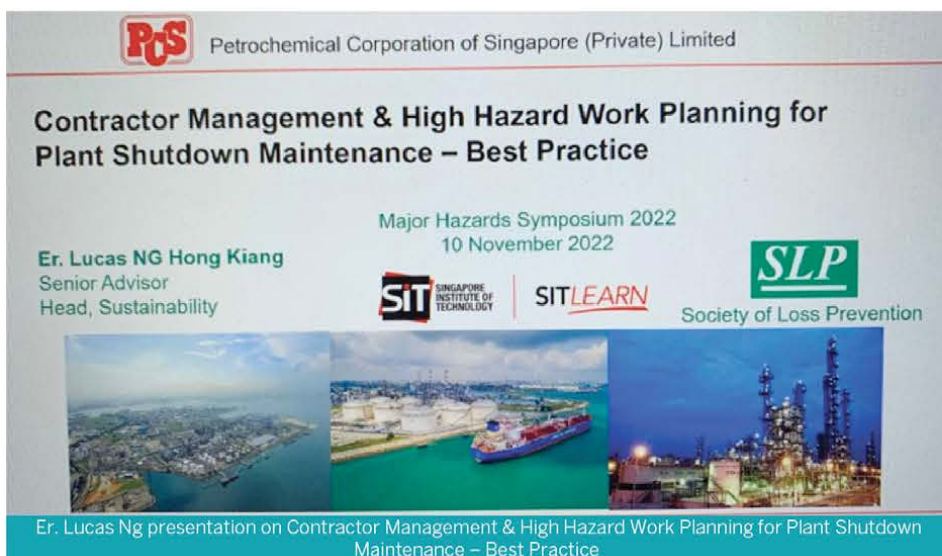 PCS
Petrochemical Corporation of Singapore (Private) Limited
Contractor Management & High Hazard Work Planning for
Plant Shutdown Maintenance – Best Practice
Major Hazards Symposium 2022
10 November 2022
Er. Lucas NG Hong Kiang
Senior Advisor
Head, Sustainability
SiT
SINGAPORE
INSTITUTE OF
TECHNOLOGY
SITLEARN
SLP
Society of Loss Prevention
Er. Lucas Ng presentation on Contractor Management & High Hazard Work Planning for Plant Shutdown
Maintenance – Best Practice